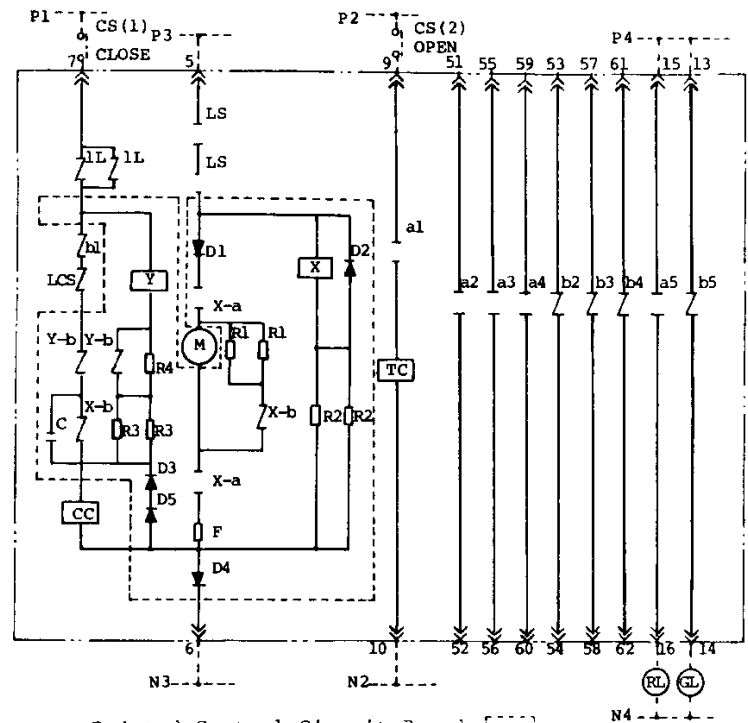 P1
CS(1)
CLOSE
P3
P2
CS(2)
OPEN
P4
79 5 9 51 55 59 53 57 61 15 13
LS
LS
1L 1L
b1
LCS
Y
D1
X
D2
a1
X-a
a2 a3 a4 b2 b3 b4 a5 b5
Y-b Y-b
M
R1 R1
R4
TC
X-b
C
R3 R3
X-b
R2 R2
D3
D5
X-a
CC
F
D4
6 10 52 56 60 54 58 62 16 14
N3
N2
RL GL
N4